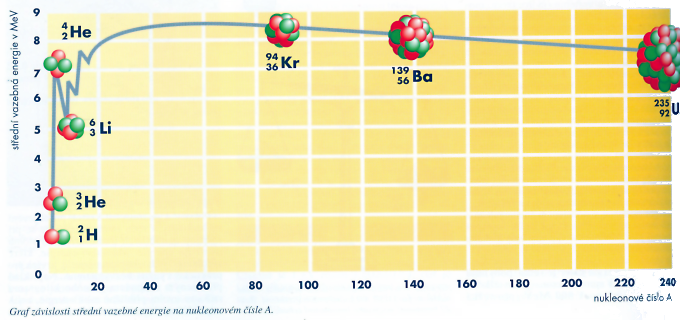 střední vazebná energie v MeV
9
8
7
6
5
4
3
2
1
0
4
2 He
6
3 Li
3
2 He
2
1 H
94
36 Kr
139
56 Ba
235
92 U
20 40 60 80 100 120 140 160 180 200 220 240
nukleonové číslo A
Graf závislosti střední vazebné energie na nukleonovém čísle A.